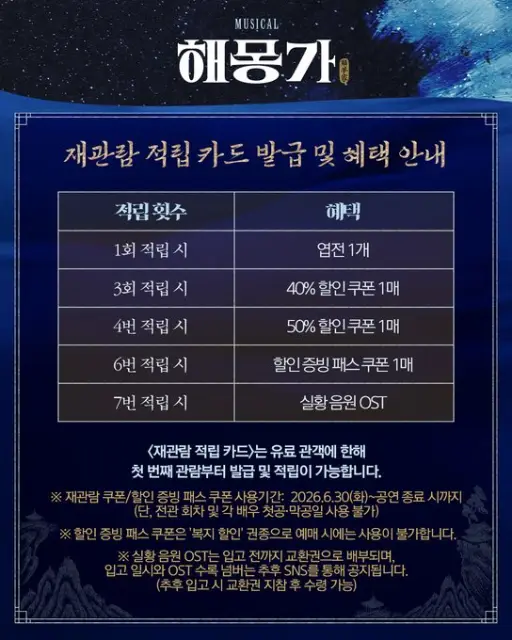 MUSICAL
해몽가
재관람 적립 카드 발급 및 혜택 안내
적립 횟수 혜택
1회 적립 시 엽전 1개
3회 적립 시 40% 할인 쿠폰 1매
4번 적립 시 50% 할인 쿠폰 1매
6번 적립 시 할인 증빙 패스 쿠폰 1매
7번 적립 시 실황 음원 OST
<재관람 적립 카드>는 유료 관객에 한해
첫 번째 관람부터 발급 및 적립이 가능합니다.
※ 재관람 쿠폰/할인 증빙 패스 쿠폰 사용기간: 2026.6.30(화)~공연 종료 시까지
(단, 전관 회차 및 각 배우 첫공·막공일 사용 불가)
※ 할인 증빙 패스 쿠폰은 '복지 할인' 권종으로 예매 시에는 사용이 불가합니다.
※ 실황 음원 OST는 입고 전까지 교환권으로 배부되며,
입고 일시와 OST 수록 넘버는 추후 SNS를 통해 공지됩니다.
(추후 입고 시 교환권 지참 후 수령 가능)